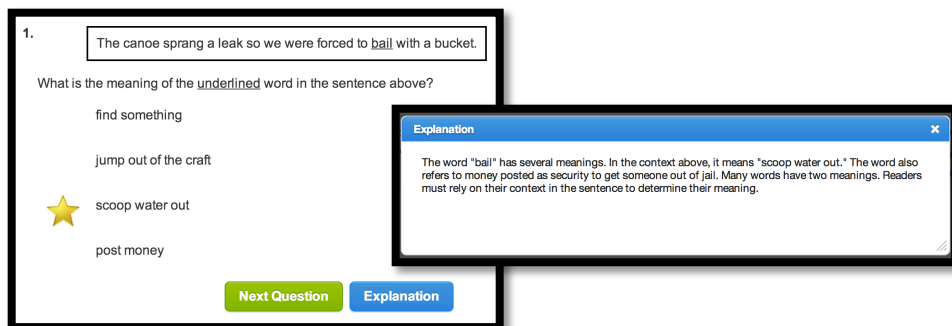 1.
The canoe sprang a leak so we were forced to bail with a bucket.
What is the meaning of the underlined word in the sentence above?
find something
jump out of the craft
scoop water out
post money
Next Question
Explanation
Explanation
The word "bail" has several meanings. In the context above, it means "scoop water out." The word also
refers to money posted as security to get someone out of jail. Many words have two meanings. Readers
must rely on their context in the sentence to determine their meaning.